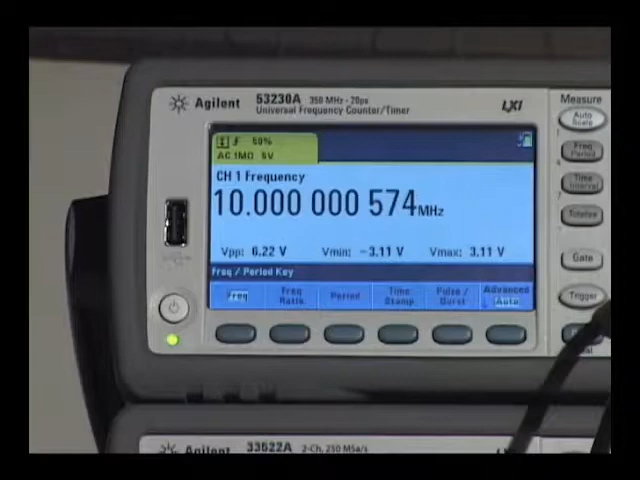 Agilent 53230A 350 MHz - 20ps
Universal Frequency Counter/Timer
LXI
Measure
Auto
Scale
50%
AC 1MΩ 5V
Freq
Period
CH 1 Frequency
10.000 000 574MHz
Time
Interval
Totalize
Vpp: 6.22 V Vmin: -3.11 V Vmax: 3.11 V
Gate
Freq / Period Key
Freq
Freq
Ratio
Period
Time
Stamp
Pulse /
Burst
Advanced
Auto
Trigger
Agilent 33522A 2-Ch, 250 MSa/s